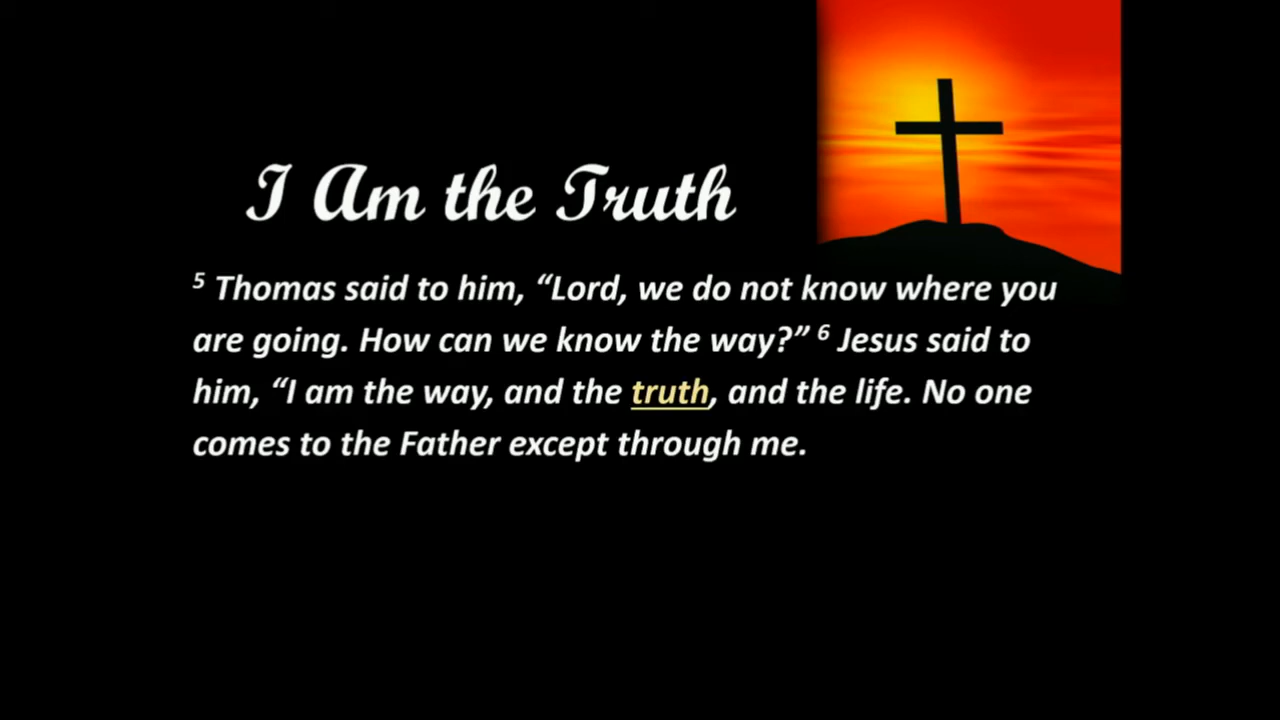 I Am the Truth
⁵ Thomas said to him, “Lord, we do not know where you
are going. How can we know the way?” ⁶ Jesus said to
him, “I am the way, and the truth, and the life. No one
comes to the Father except through me.